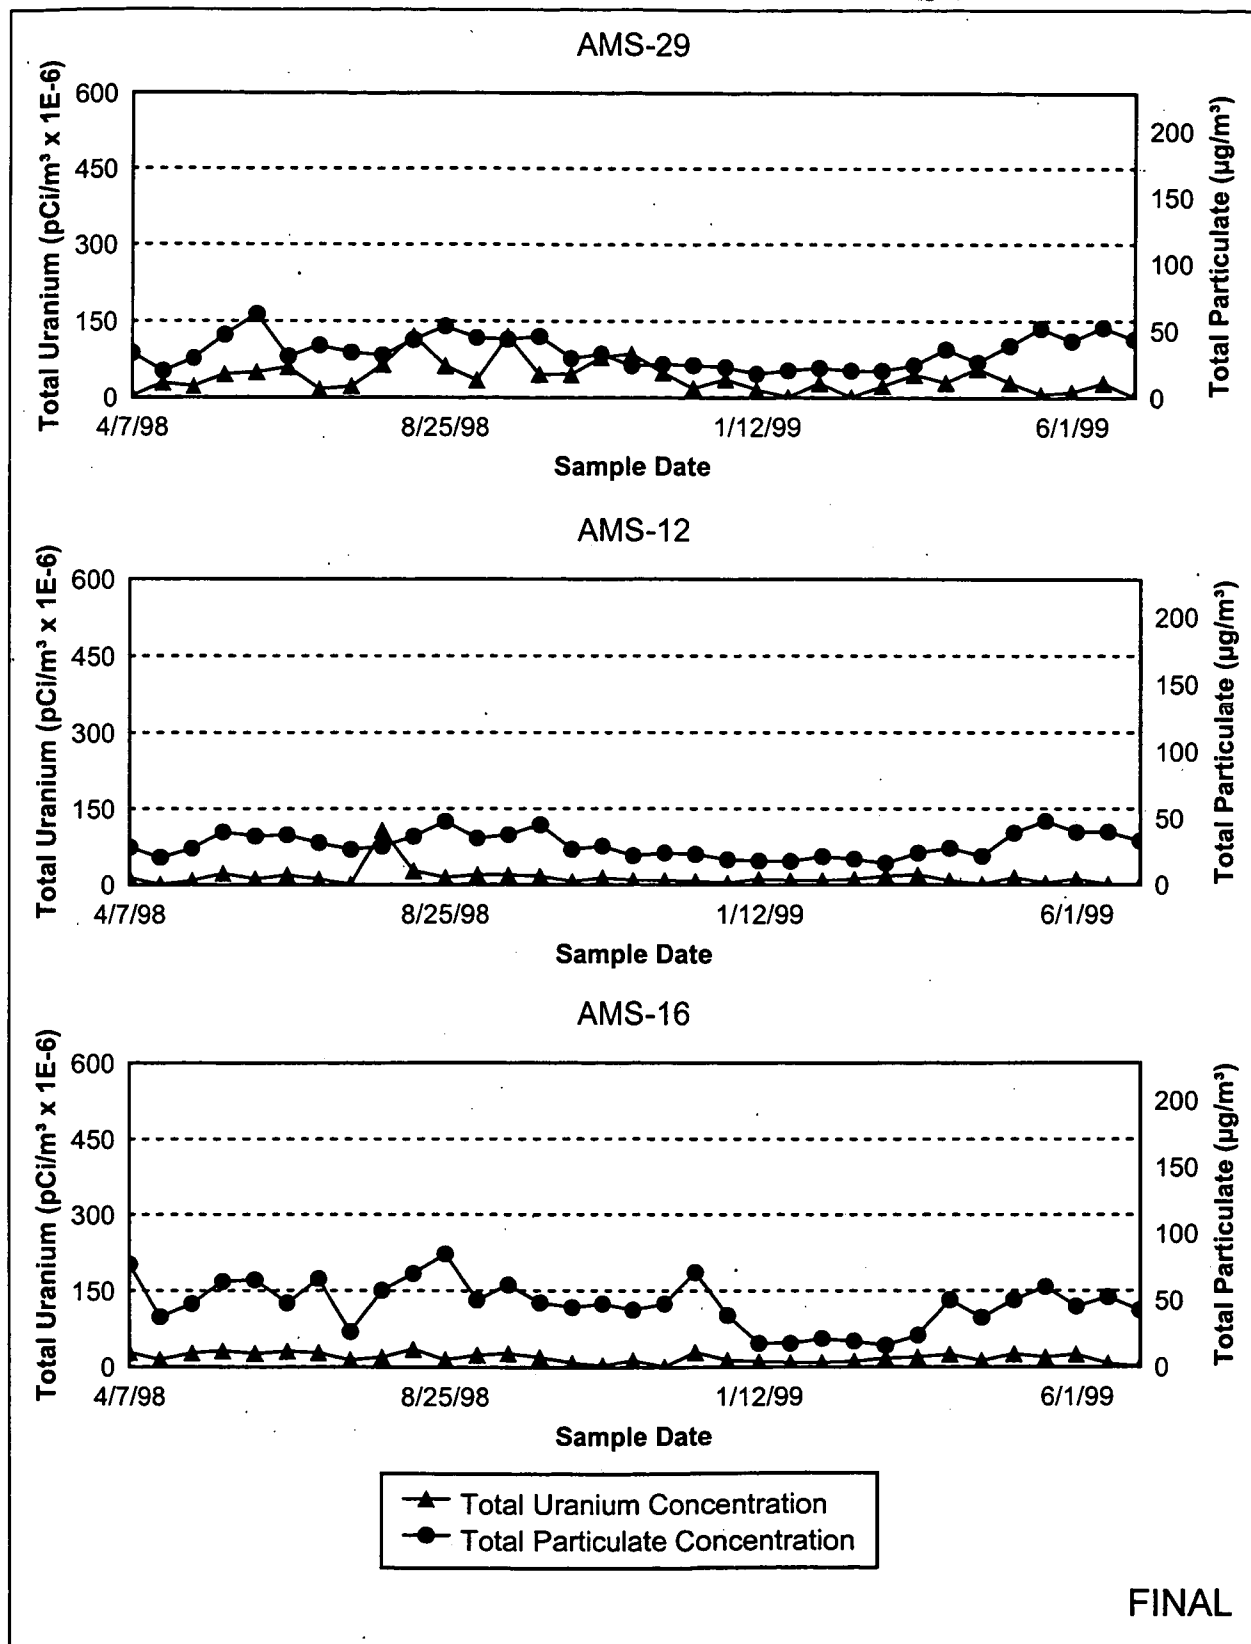 AMS-29
Total Uranium (pCi/m³ x 1E-6)
600
450
300
150
0
Total Particulate (µg/m³)
200
150
100
50
0
4/7/98 8/25/98 1/12/99 6/1/99
Sample Date
AMS-12
Total Uranium (pCi/m³ x 1E-6)
600
450
300
150
0
Total Particulate (µg/m³)
200
150
100
50
0
4/7/98 8/25/98 1/12/99 6/1/99
Sample Date
AMS-16
Total Uranium (pCi/m³ x 1E-6)
600
450
300
150
0
Total Particulate (µg/m³)
200
150
100
50
0
4/7/98 8/25/98 1/12/99 6/1/99
Sample Date
Total Uranium Concentration
Total Particulate Concentration
FINAL